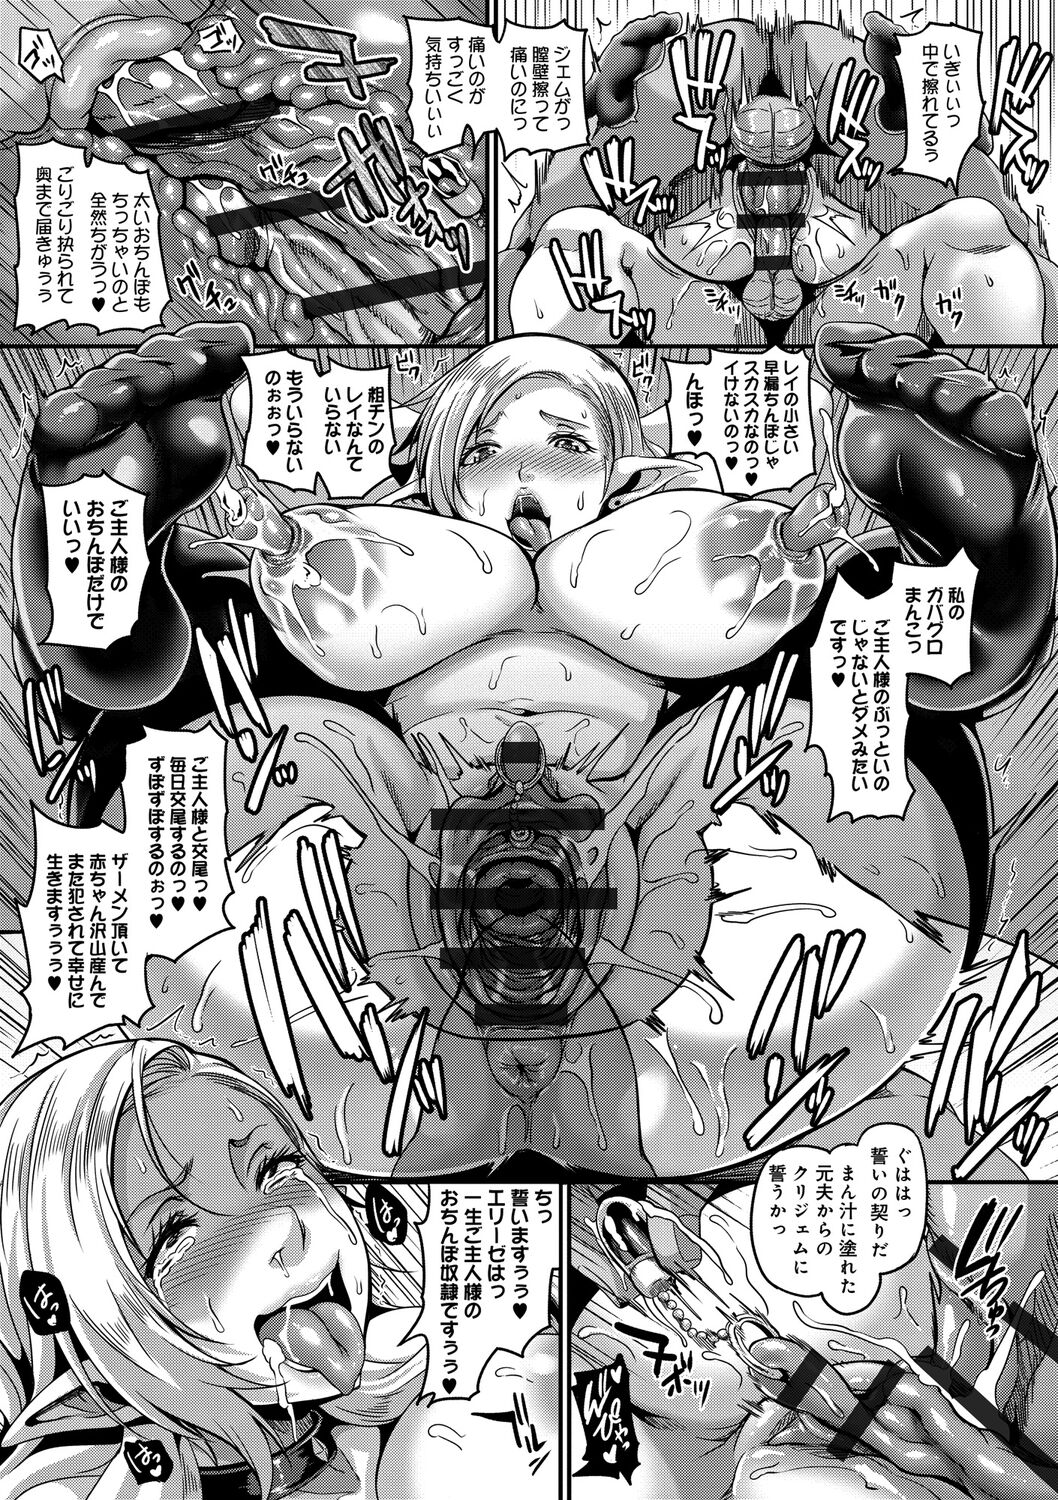 いぎいいっ
中で擦れてるぅ
ジェムがっ
膣壁擦って
痛いのにっ
痛いのが
すっごく
気持ちいいい
太いおちんぽも
ちっちゃいのと
全然ちがうっ♥
ごりごり抉られて
奥まで届きゅうぅ
レイの小さい
早漏ちんぽじゃ
スカスカなのっ♥
イけないのっ♥
んほっ♥
粗チンの
レイなんて
いらない
もういらない
のぉぉっ♥
ご主人様の
おちんぽだけで
いいっ♥
私の
ガバグロ
まんこっ
ご主人様のぶっといの
じゃないとダメみたい
ですっ♥
ご主人様と交尾っ♥
毎日交尾するのっ♥
ずぽずぽするのぉっ♥
ザーメン頂いて
赤ちゃん沢山産んで
また犯されて幸せに
生きますぅぅぅ♥
ぐははっ
誓いの契りだ
まん汁に塗れた
元夫からの
クリジェムに
誓うかっ
ちっ
誓いますぅぅ♥
エリーゼはっ
一生ご主人様の
おちんぽ奴隷ですぅぅ♥
はっ♥
はっ♥